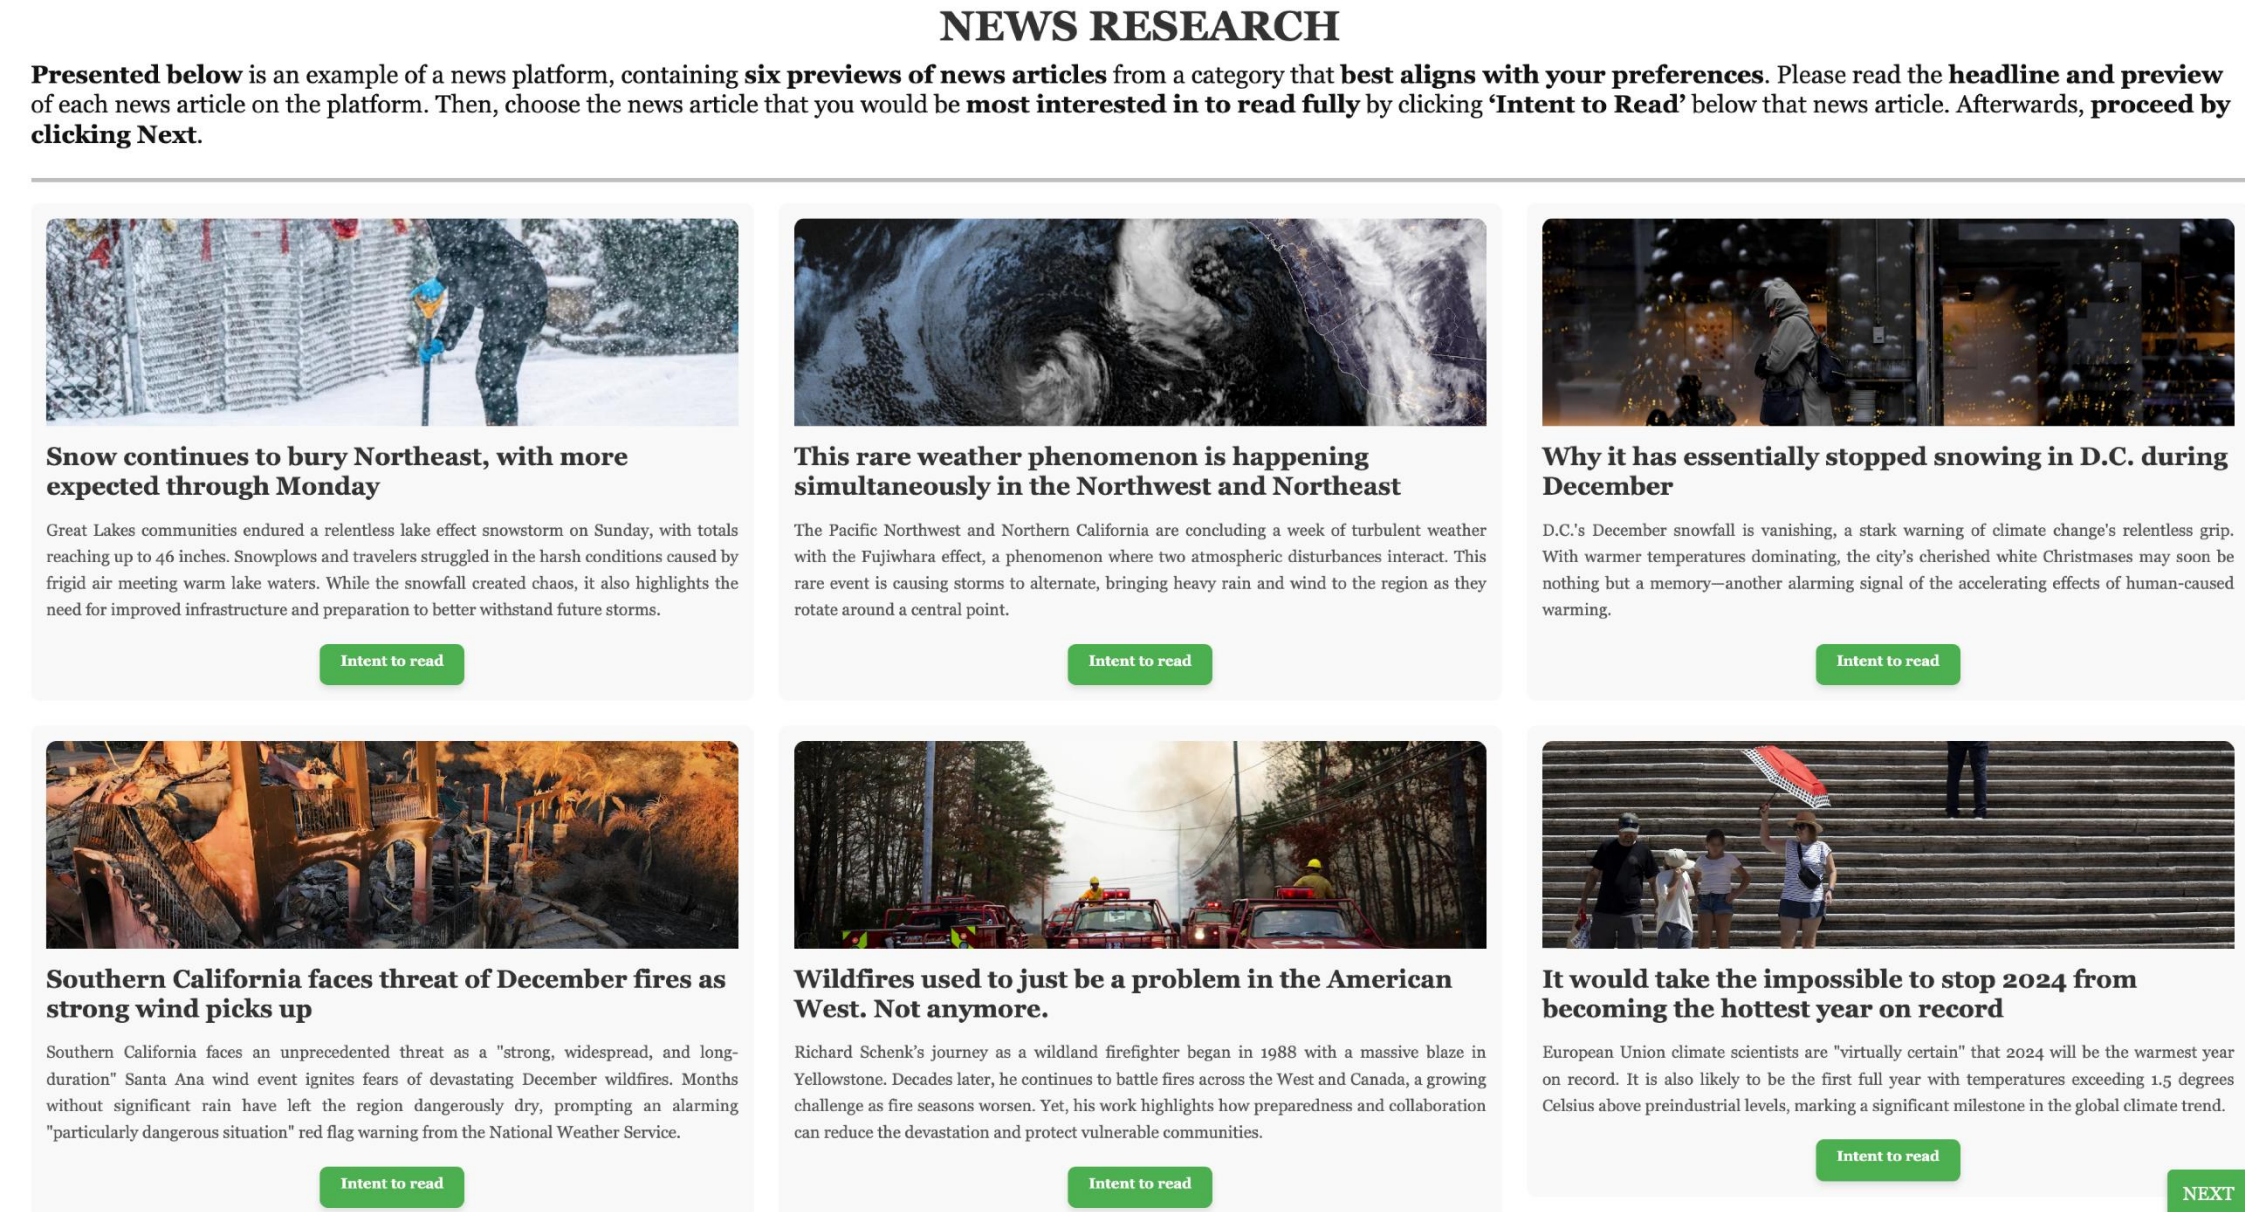 NEWS RESEARCH
Presented below is an example of a news platform, containing six previews of news articles from a category that best aligns with your preferences. Please read the headline and preview
of each news article on the platform. Then, choose the news article that you would be most interested in to read fully by clicking ‘Intent to Read’ below that news article. Afterwards, proceed by
clicking Next.
Snow continues to bury Northeast, with more
expected through Monday
Great Lakes communities endured a relentless lake effect snowstorm on Sunday, with totals
reaching up to 46 inches. Snowplows and travelers struggled in the harsh conditions caused by
frigid air meeting warm lake waters. While the snowfall created chaos, it also highlights the
need for improved infrastructure and preparation to better withstand future storms.
Intent to read
This rare weather phenomenon is happening
simultaneously in the Northwest and Northeast
The Pacific Northwest and Northern California are concluding a week of turbulent weather
with the Fujiwhara effect, a phenomenon where two atmospheric disturbances interact. This
rare event is causing storms to alternate, bringing heavy rain and wind to the region as they
rotate around a central point.
Intent to read
Why it has essentially stopped snowing in D.C. during
December
D.C.'s December snowfall is vanishing, a stark warning of climate change's relentless grip.
With warmer temperatures dominating, the city's cherished white Christmases may soon be
nothing but a memory—another alarming signal of the accelerating effects of human-caused
warming.
Intent to read
Southern California faces threat of December fires as
strong wind picks up
Southern California faces an unprecedented threat as a "strong, widespread, and long-
duration" Santa Ana wind event ignites fears of devastating December wildfires. Months
without significant rain have left the region dangerously dry, prompting an alarming
"particularly dangerous situation" red flag warning from the National Weather Service.
Intent to read
Wildfires used to just be a problem in the American
West. Not anymore.
Richard Schenk’s journey as a wildland firefighter began in 1988 with a massive blaze in
Yellowstone. Decades later, he continues to battle fires across the West and Canada, a growing
challenge as fire seasons worsen. Yet, his work highlights how preparedness and collaboration
can reduce the devastation and protect vulnerable communities.
Intent to read
It would take the impossible to stop 2024 from
becoming the hottest year on record
European Union climate scientists are "virtually certain" that 2024 will be the warmest year
on record. It is also likely to be the first full year with temperatures exceeding 1.5 degrees
Celsius above preindustrial levels, marking a significant milestone in the global climate trend.
Intent to read
NEXT